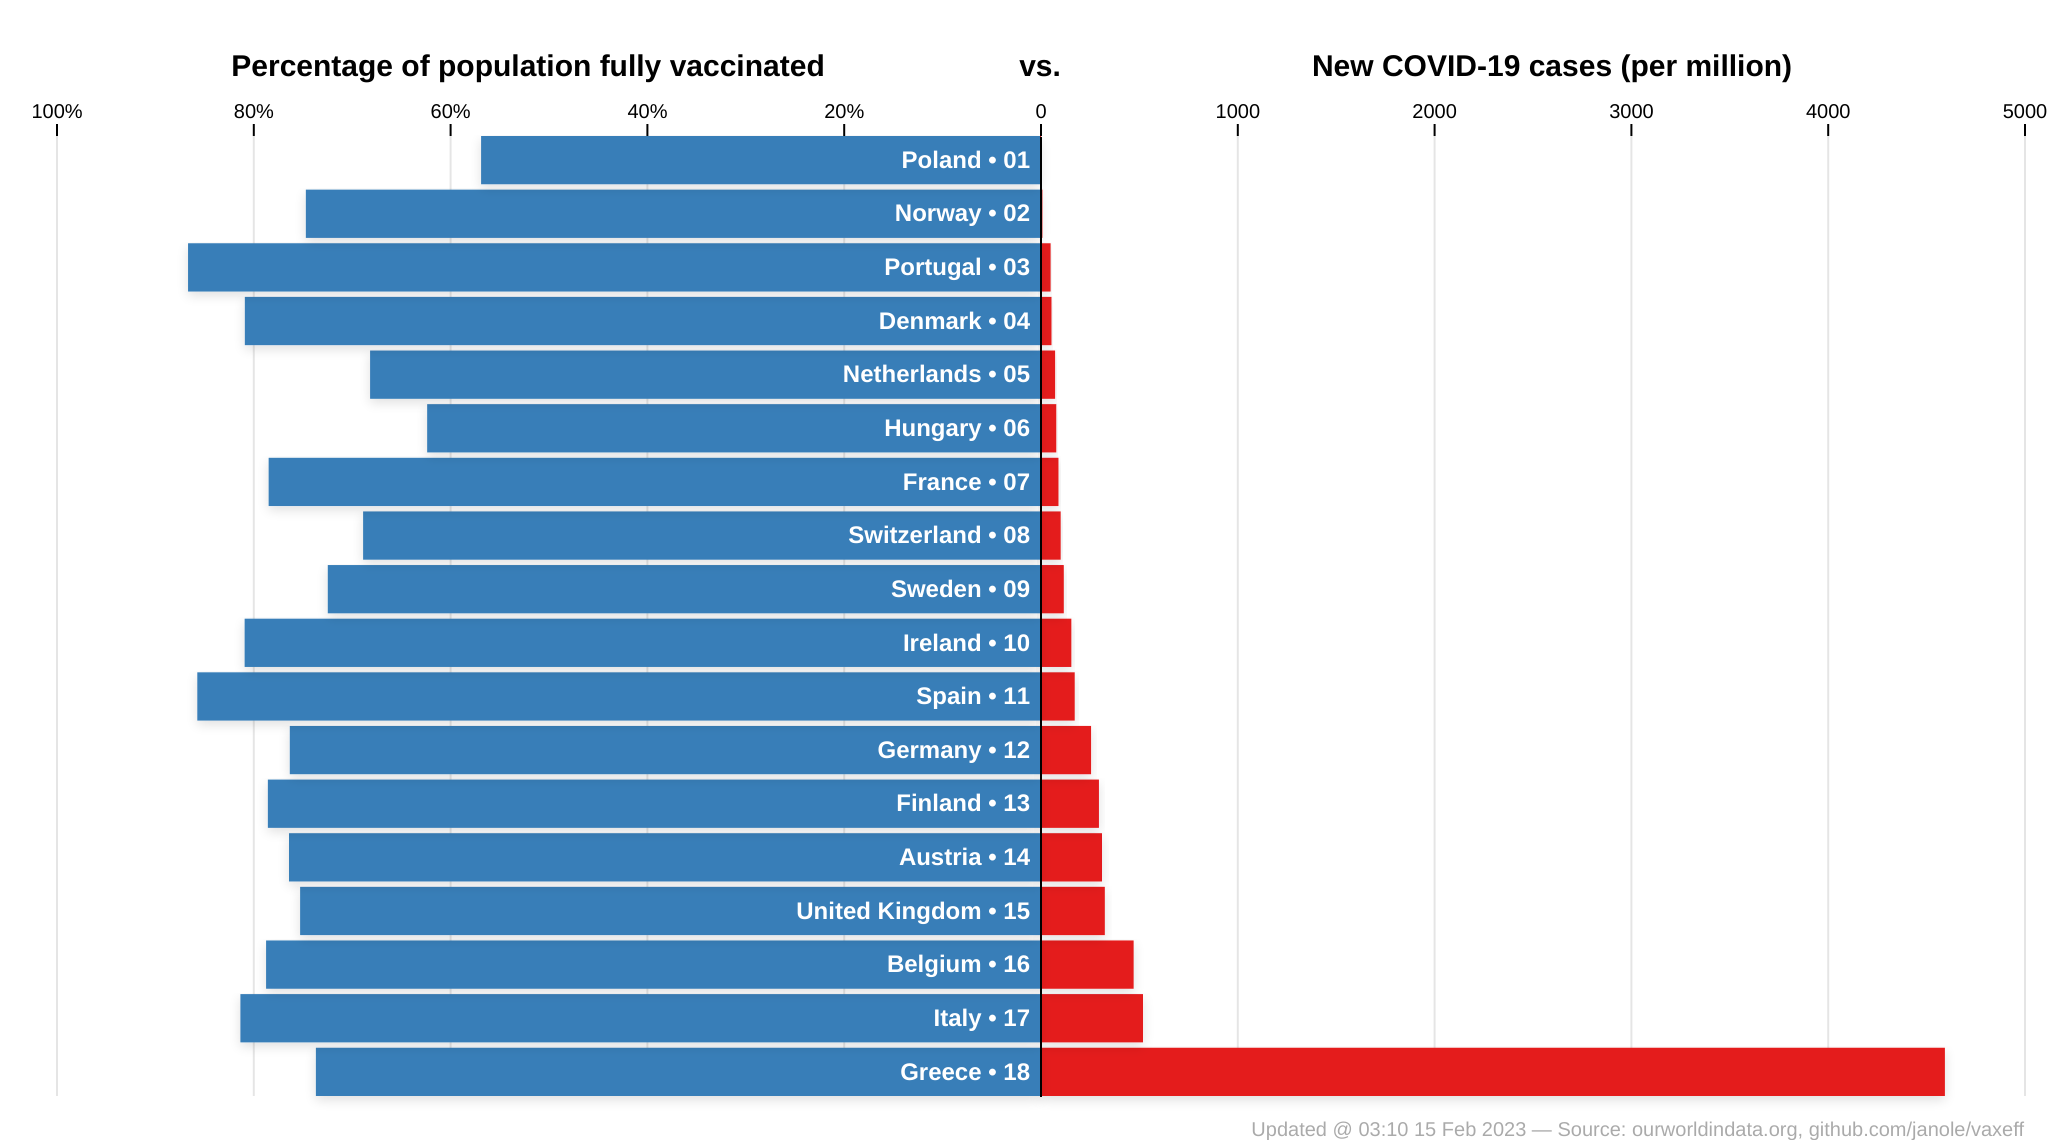 Percentage of population fully vaccinated vs. New COVID-19 cases (per million)
100% 80% 60% 40% 20% 0 1000 2000 3000 4000 5000
Poland • 01
Norway • 02
Portugal • 03
Denmark • 04
Netherlands • 05
Hungary • 06
France • 07
Switzerland • 08
Sweden • 09
Ireland • 10
Spain • 11
Germany • 12
Finland • 13
Austria • 14
United Kingdom • 15
Belgium • 16
Italy • 17
Greece • 18
Updated @ 03:10 15 Feb 2023 — Source: ourworldindata.org, github.com/janole/vaxeff